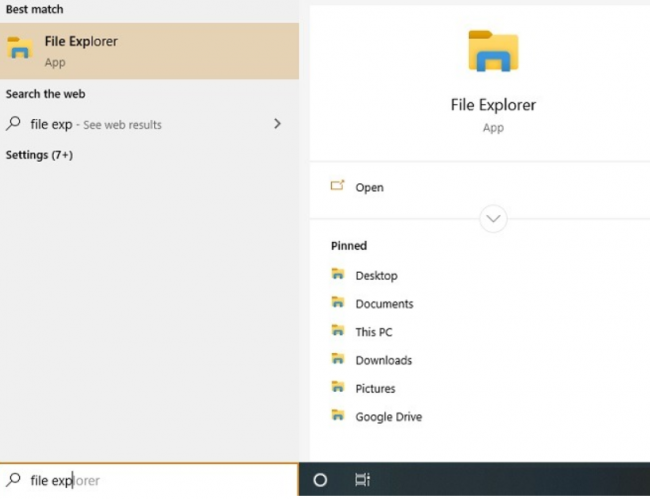 Best match
File Explorer
App
Search the web
file exp - See web results
Settings (7+)
File Explorer
App
Open
Pinned
Desktop
Documents
This PC
Downloads
Pictures
Google Drive
file explorer